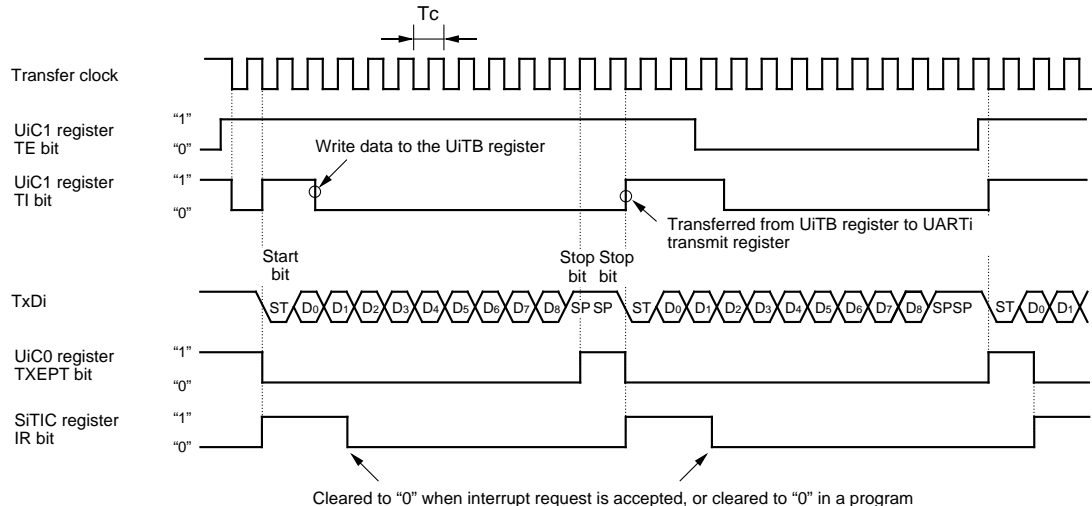 Tc
Transfer clock
UiC1 register
TE bit
“1”
“0”
Write data to the UiTB register
UiC1 register
TI bit
“1”
“0”
Transferred from UiTB register to UARTi
transmit register
Start
bit
Stop
bit
Stop
bit
TxDi
ST D0 D1 D2 D3 D4 D5 D6 D7 D8 SP SP ST D0 D1 D2 D3 D4 D5 D6 D7 D8 SPSP ST D0 D1
UiC0 register
TXEPT bit
“1”
“0”
SiTIC register
IR bit
“1”
“0”
Cleared to “0” when interrupt request is accepted, or cleared to “0” in a program